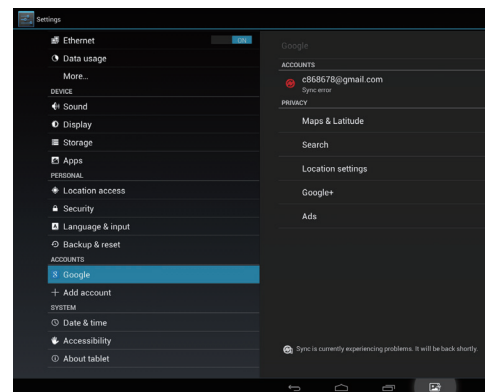 Settings
Ethernet
ON
Data usage
More...
DEVICE
Sound
Display
Storage
Apps
PERSONAL
Location access
Security
Language & input
Backup & reset
ACCOUNTS
Google
Add account
SYSTEM
Date & time
Accessibility
About tablet
Google
ACCOUNTS
c868678@gmail.com
Sync error
PRIVACY
Maps & Latitude
Search
Location settings
Google+
Ads
Sync is currently experiencing problems. It will be back shortly.